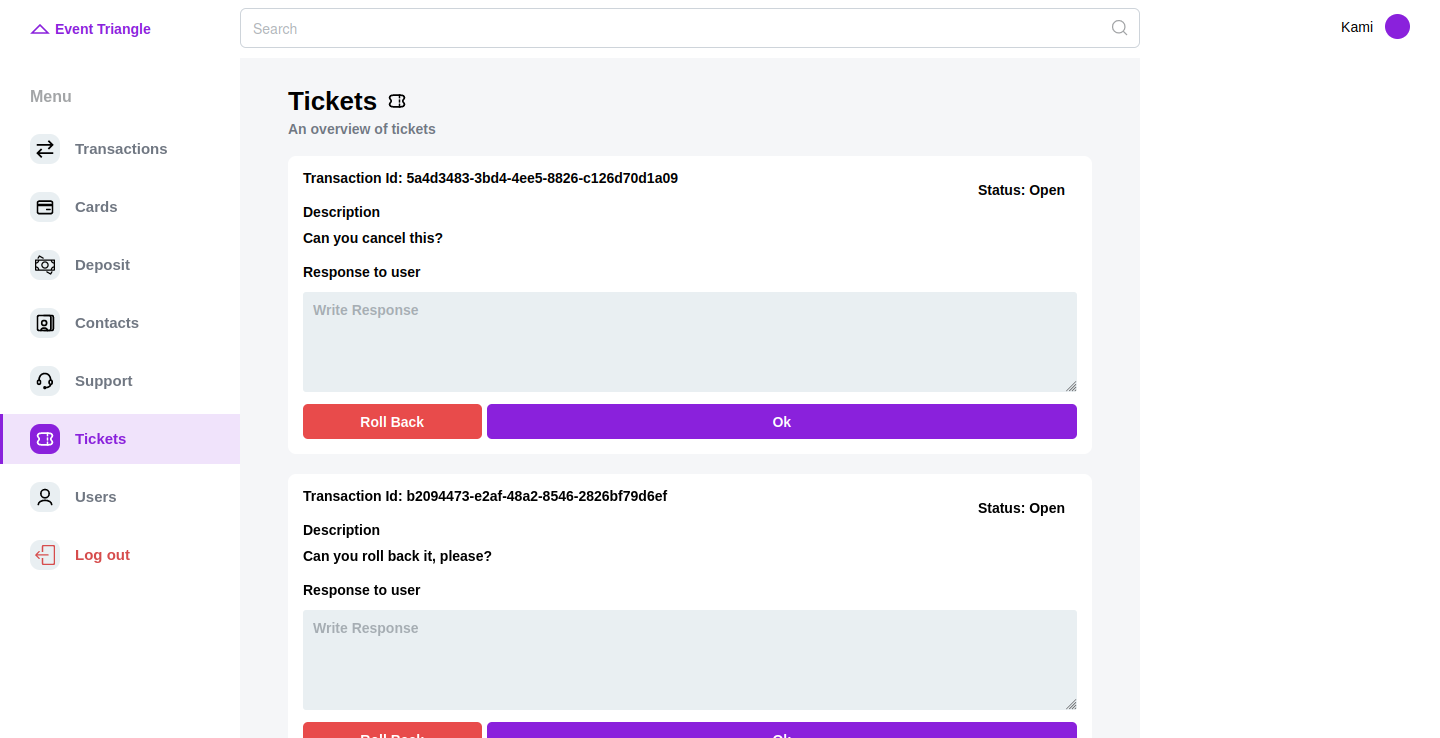 Event Triangle
Search
Kami
Menu
Transactions
Cards
Deposit
Contacts
Support
Tickets
Users
Log out
Tickets
An overview of tickets
Transaction Id: 5a4d3483-3bd4-4ee5-8826-c126d70d1a09
Status: Open
Description
Can you cancel this?
Response to user
Write Response
Roll Back
Ok
Transaction Id: b2094473-e2af-48a2-8546-2826bf79d6ef
Status: Open
Description
Can you roll back it, please?
Response to user
Write Response
Roll Back
Ok